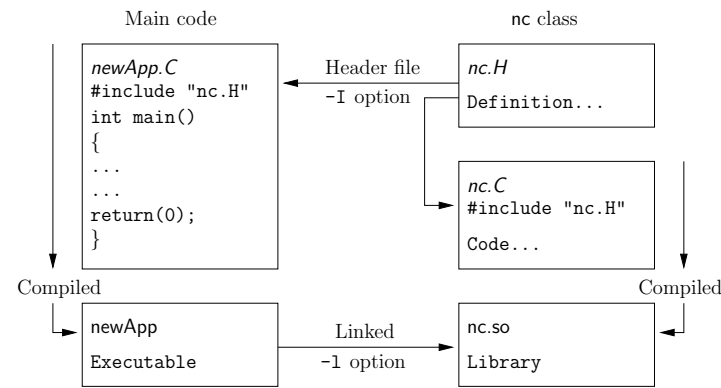 Main code
nc class
newApp.C
#include "nc.H"
int main()
{
...
...
return(0);
}
Header file
-I option
nc.H
Definition...
nc.C
#include "nc.H"
Code...
Compiled
Compiled
newApp
Executable
Linked
-l option
nc.so
Library